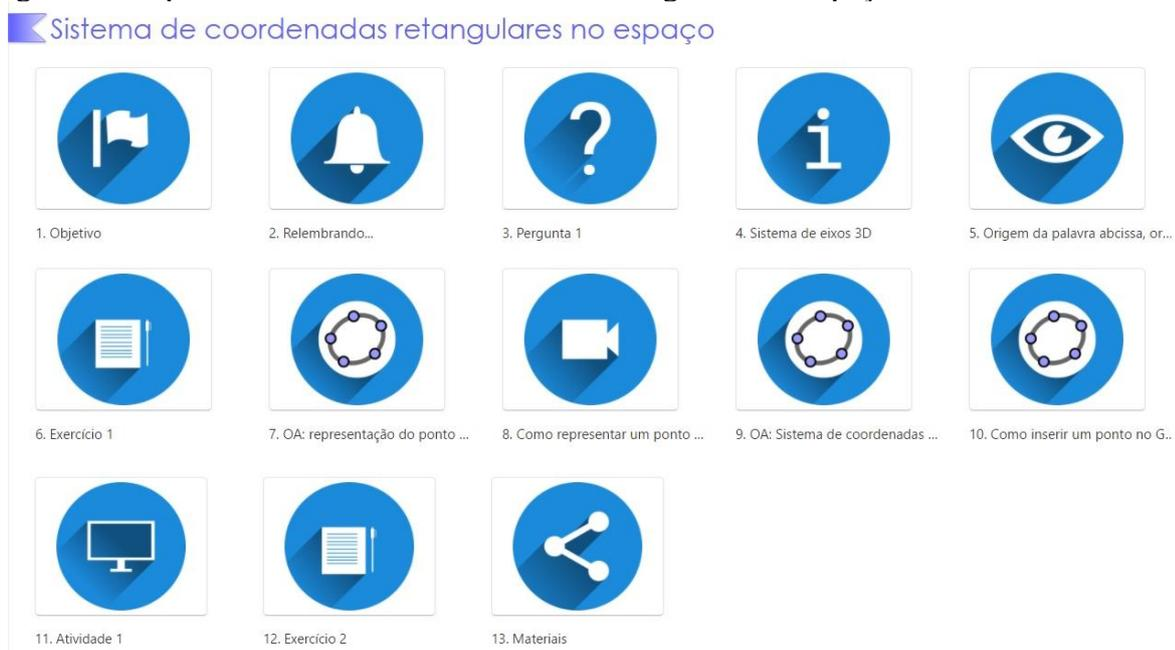 Sistema de coordenadas retangulares no espaço
1. Objetivo
2. Relembrando...
3. Pergunta 1
4. Sistema de eixos 3D
5. Origem da palavra abcissa, or...
6. Exercício 1
7. OA: representação do ponto ...
8. Como representar um ponto ...
9. OA: Sistema de coordenadas ...
10. Como inserir um ponto no G...
11. Atividade 1
12. Exercício 2
13. Materiais